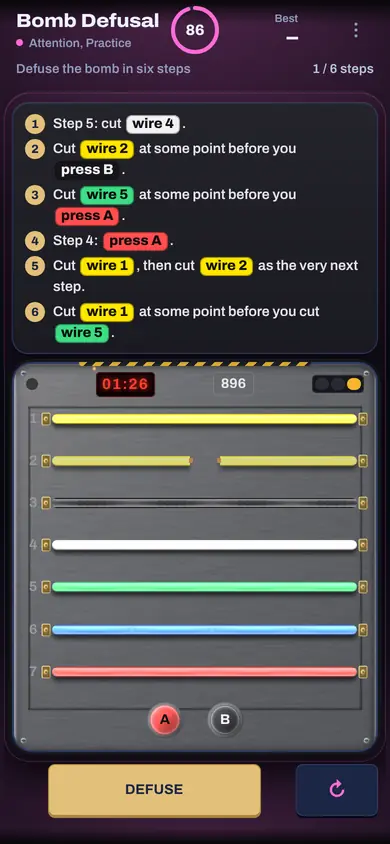 Bomb Defusal
Attention, Practice
86
Best
–
Defuse the bomb in six steps
1 / 6 steps
1 Step 5: cut wire 4 .
2 Cut wire 2 at some point before you
press B .
3 Cut wire 5 at some point before you
press A .
4 Step 4: press A .
5 Cut wire 1 , then cut wire 2 as the very next
step.
6 Cut wire 1 at some point before you cut
wire 5 .
01:26
896
1
2
3
4
5
6
7
A B
DEFUSE